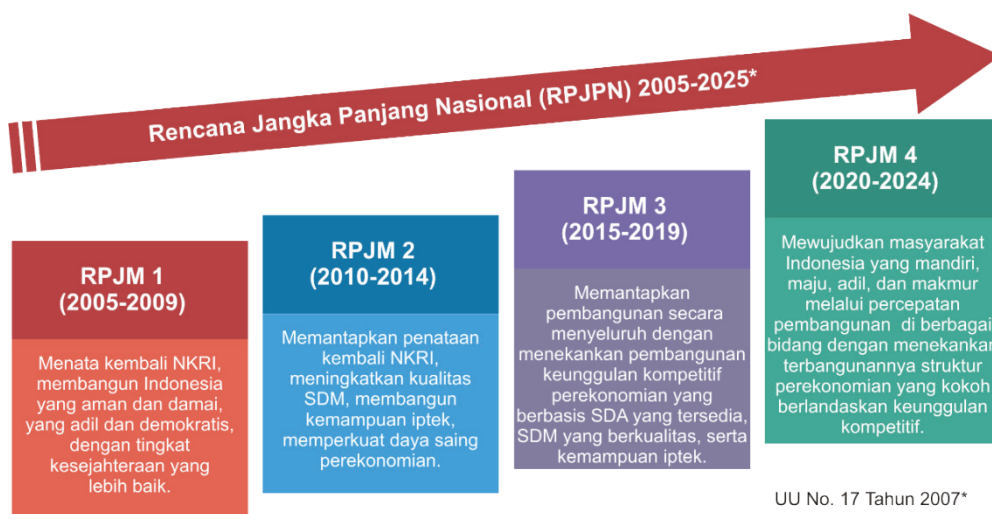 Rencana Jangka Panjang Nasional (RPJPN) 2005-2025*
RPJM 1
(2005-2009)
Menata kembali NKRI,
membangun Indonesia
yang aman dan damai,
yang adil dan demokratis,
dengan tingkat
kesejahteraan yang
lebih baik.
RPJM 2
(2010-2014)
Memantapkan penataan
kembali NKRI,
meningkatkan kualitas
SDM, membangun
kemampuan iptek,
memperkuat daya saing
perekonomian.
RPJM 3
(2015-2019)
Memantapkan
pembangunan secara
menyeluruh dengan
menekankan pembangunan
keunggulan kompetitif
perekonomian yang
berbasis SDA yang tersedia,
SDM yang berkualitas, serta
kemampuan iptek.
RPJM 4
(2020-2024)
Mewujudkan masyarakat
Indonesia yang mandiri,
maju, adil, dan makmur
melalui percepatan
pembangunan di berbagai
bidang dengan menekankan
terbangunannya struktur
perekonomian yang kokoh
berlandaskan keunggulan
kompetitif.
UU No. 17 Tahun 2007*